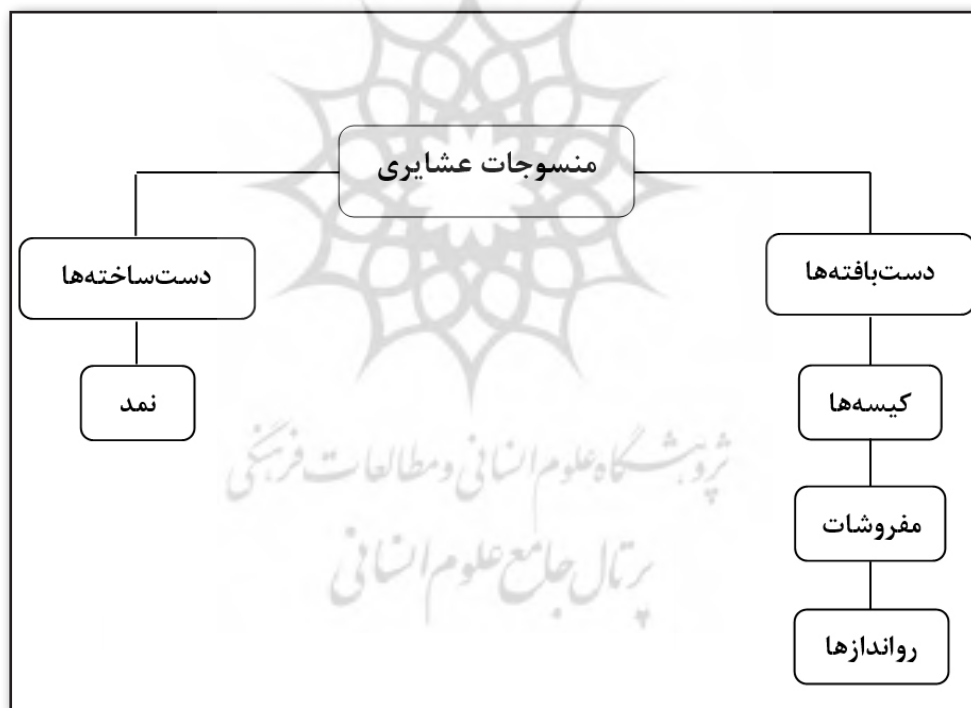 منسوجات عشایری
دست‌بافته‌ها
دست‌ساخته‌ها
کیسه‌ها
نمد
مفروشات
رواندازها
پژوهشگاه علوم انسانی و مطالعات فرهنگی
پرتال جامع علوم انسانی